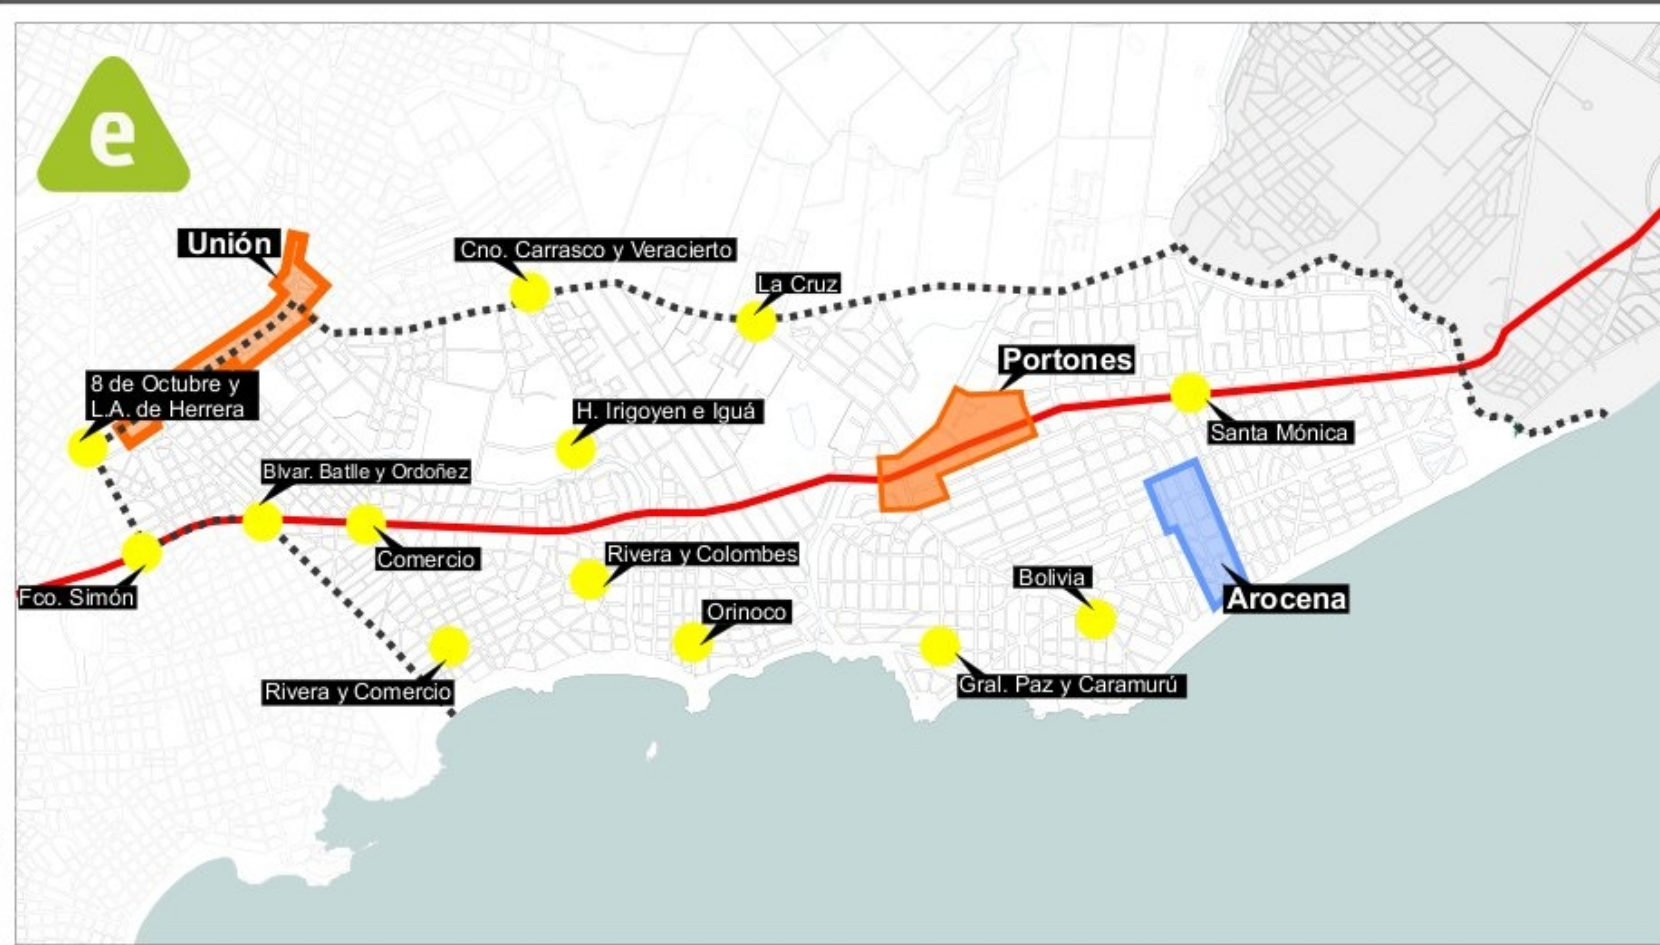 e
Unión
Cno. Carrasco y Veracierto
La Cruz
Portones
8 de Octubre y
L.A. de Herrera
H. Irigoyen e Iguá
Santa Mónica
Blvar. Batlle y Ordoñez
Comercio
Rivera y Colombes
Fco. Simón
Bolivia
Arocena
Orinoco
Rivera y Comercio
Gral. Paz y Caramurú